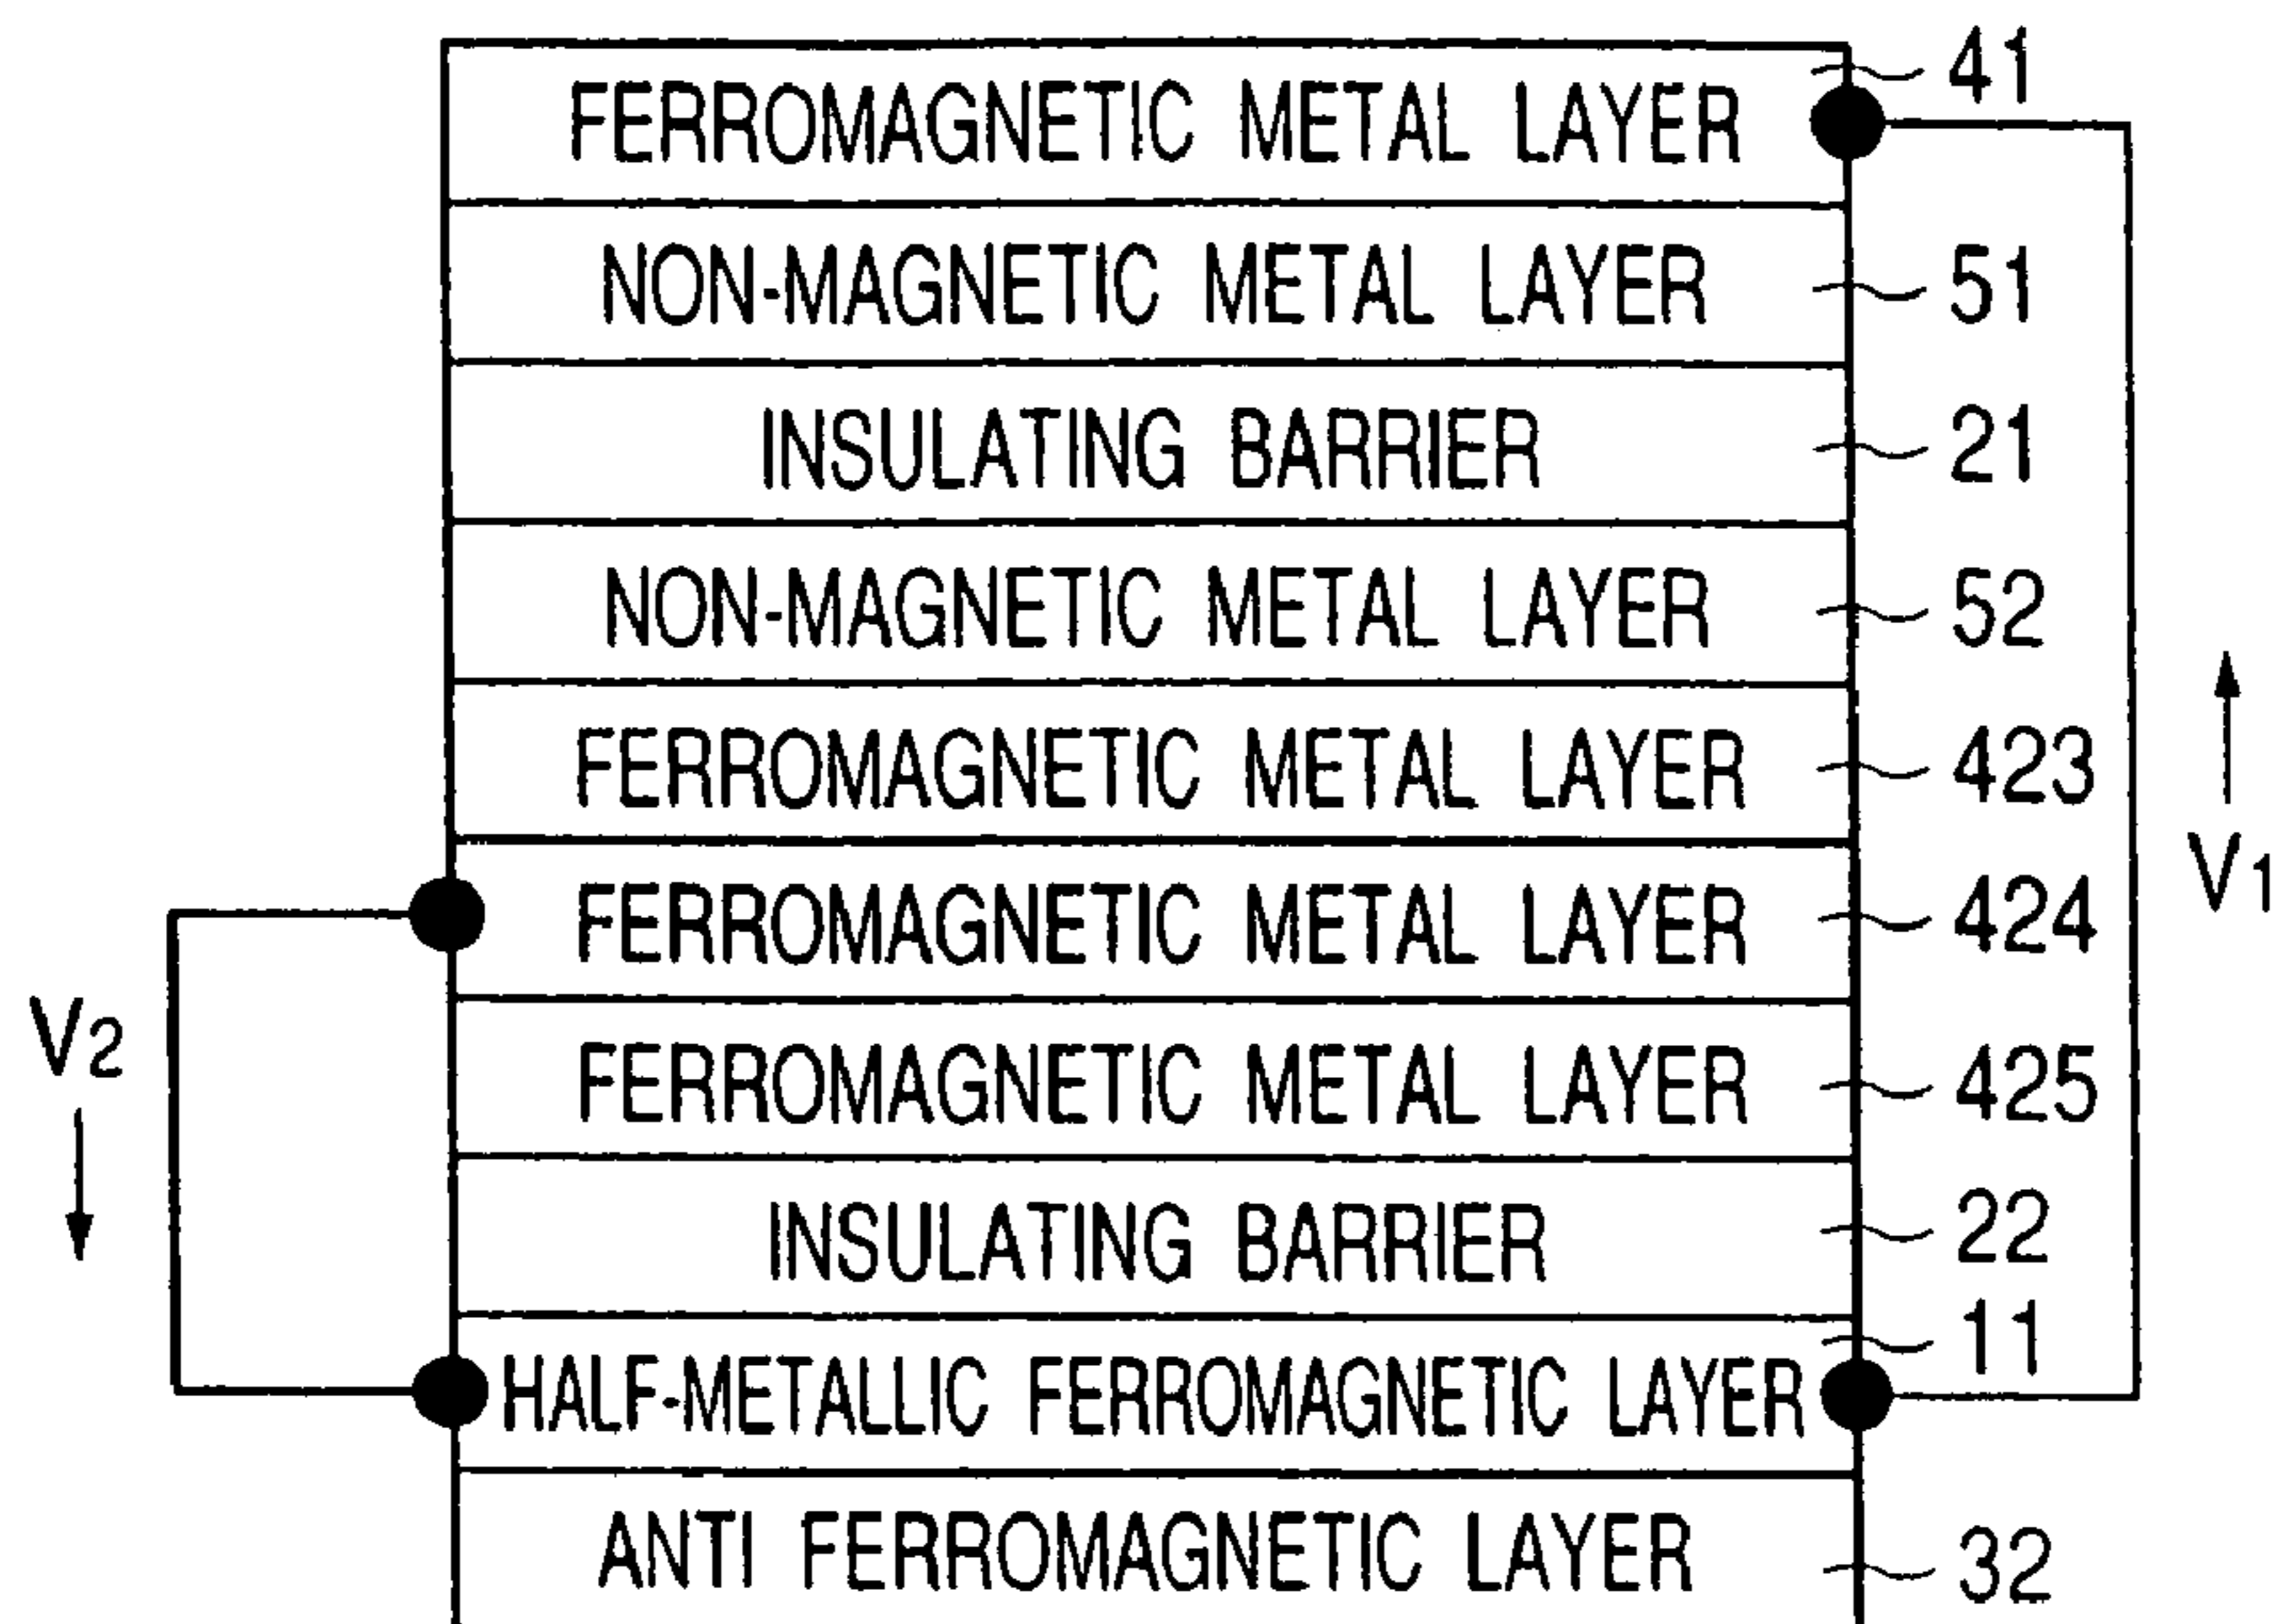 FERROMAGNETIC METAL LAYER 41
NON-MAGNETIC METAL LAYER 51
INSULATING BARRIER 21
NON-MAGNETIC METAL LAYER 52
FERROMAGNETIC METAL LAYER 423
V1
FERROMAGNETIC METAL LAYER 424
V2
FERROMAGNETIC METAL LAYER 425
INSULATING BARRIER 22
HALF-METALLIC FERROMAGNETIC LAYER 11
ANTI FERROMAGNETIC LAYER 32